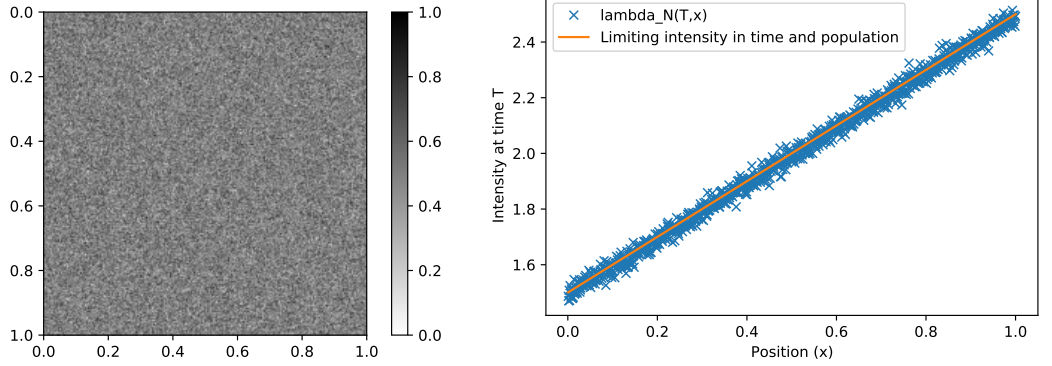 0.0
0.2
0.4
0.6
0.8
1.0
0.0 0.2 0.4 0.6 0.8 1.0
1.0
0.8
0.6
0.4
0.2
0.0
lambda_N(T,x)
Limiting intensity in time and population
Intensity at time T
2.4
2.2
2.0
1.8
1.6
0.0 0.2 0.4 0.6 0.8 1.0
Position (x)